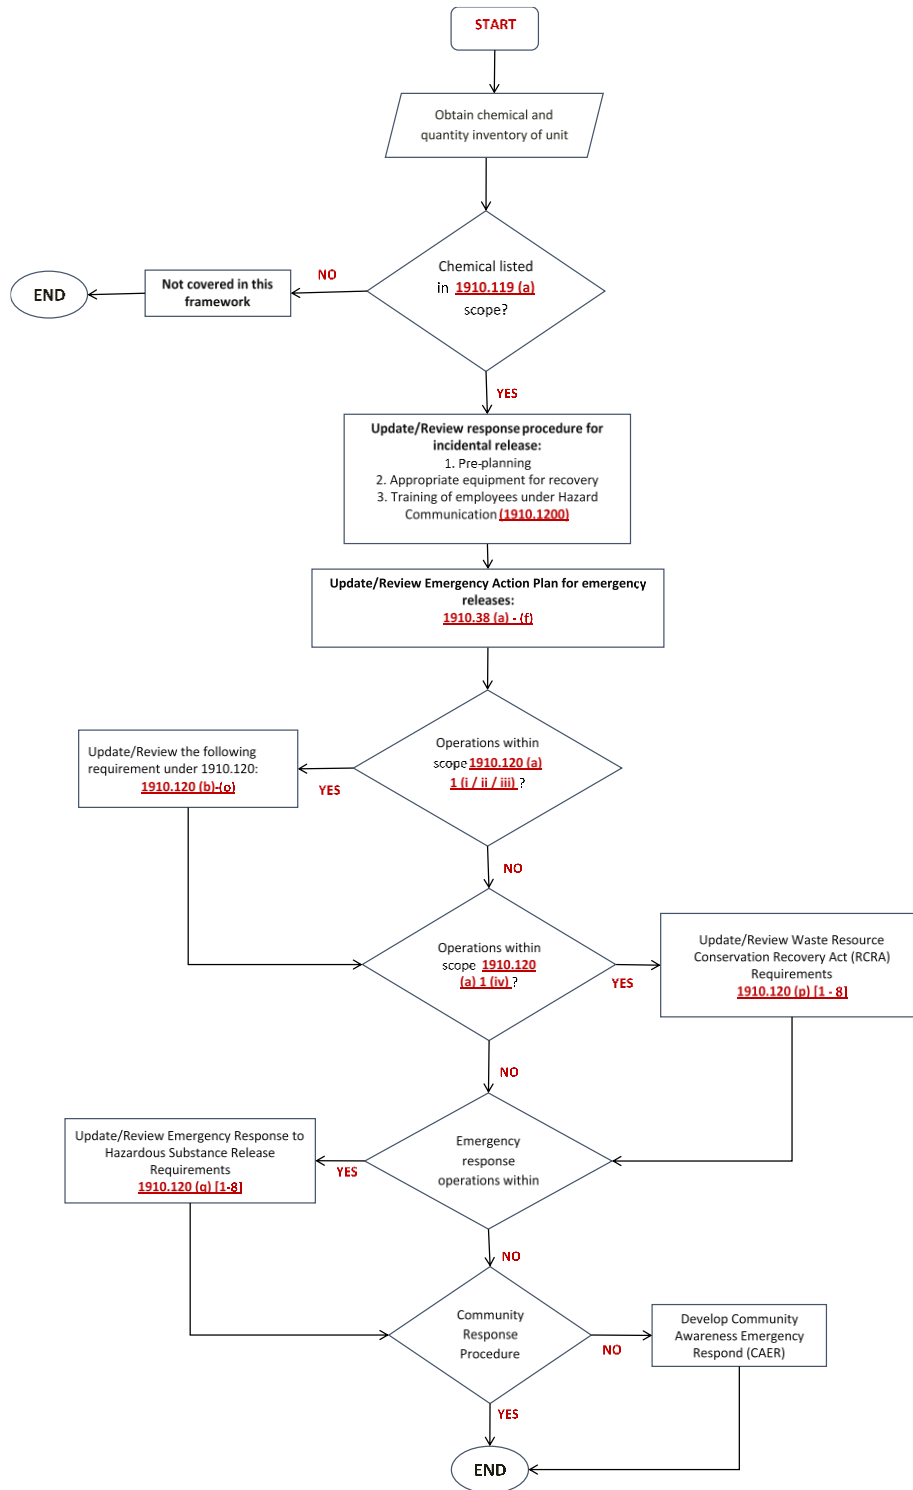 START
Obtain chemical and
quantity inventory of unit
Chemical listed
in 1910.119 (a)
scope?
NO
Not covered in this
framework
END
YES
Update/Review response procedure for
incidental release:
1. Pre-planning
2. Appropriate equipment for recovery
3. Training of employees under Hazard
Communication (1910.1200)
Update/Review Emergency Action Plan for emergency
releases:
1910.38 (a) - (f)
Operations within
scope 1910.120 (a)
1 (i / ii / iii) ?
YES
Update/Review the following
requirement under 1910.120:
1910.120 (b)-(o)
NO
Operations within
scope 1910.120
(a) 1 (iv) ?
YES
Update/Review Waste Resource
Conservation Recovery Act (RCRA)
Requirements
1910.120 (p) [1 - 8]
NO
Emergency
response
operations within
YES
Update/Review Emergency Response to
Hazardous Substance Release
Requirements
1910.120 (q) [1-8]
NO
Community
Response
Procedure
NO
Develop Community
Awareness Emergency
Respond (CAER)
YES
END